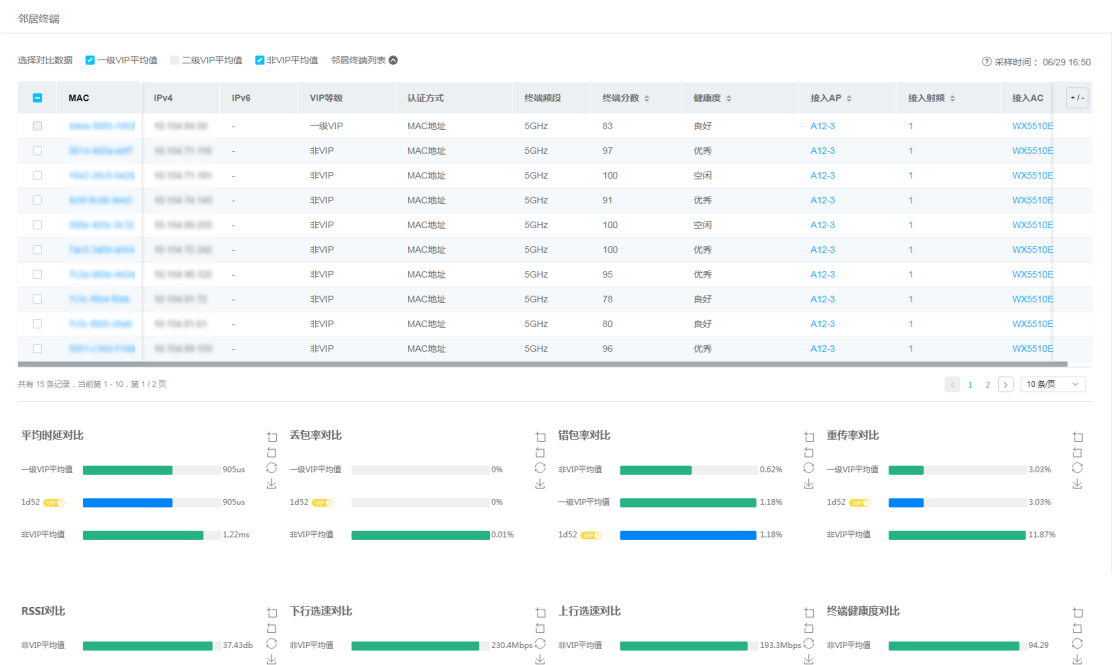 邻居终端
选择对比数据 一级VIP平均值 二级VIP平均值 非VIP平均值 邻居终端列表 采样时间： 06/29 16:50
MAC IPv4 IPv6 VIP等级 认证方式 终端频段 终端分数 健康度 接入AP 接入射频 接入AC +/-
- 一级VIP MAC地址 5GHz 83 良好 A12-3 1 WX5510E
- 非VIP MAC地址 5GHz 97 优秀 A12-3 1 WX5510E
- 非VIP MAC地址 5GHz 100 空闲 A12-3 1 WX5510E
- 非VIP MAC地址 5GHz 91 优秀 A12-3 1 WX5510E
- 非VIP MAC地址 5GHz 100 空闲 A12-3 1 WX5510E
- 非VIP MAC地址 5GHz 100 优秀 A12-3 1 WX5510E
- 非VIP MAC地址 5GHz 95 优秀 A12-3 1 WX5510E
- 非VIP MAC地址 5GHz 78 良好 A12-3 1 WX5510E
- 非VIP MAC地址 5GHz 80 良好 A12-3 1 WX5510E
- 非VIP MAC地址 5GHz 96 优秀 A12-3 1 WX5510E
共有 15 条记录，当前第 1 - 10，第 1 / 2 页 < 1 2 > 10 条/页
平均时延对比 丢包率对比 错包率对比 重传率对比
一级VIP平均值 905us 一级VIP平均值 0% 非VIP平均值 0.62% 一级VIP平均值 3.03%
1d52 905us 1d52 0% 一级VIP平均值 1.18% 1d52 3.03%
非VIP平均值 1.22ms 非VIP平均值 0.01% 1d52 1.18% 非VIP平均值 11.87%
RSSI对比 下行选速对比 上行选速对比 终端健康度对比
非VIP平均值 37.43db 非VIP平均值 230.4Mbps 非VIP平均值 193.3Mbps 非VIP平均值 94.29